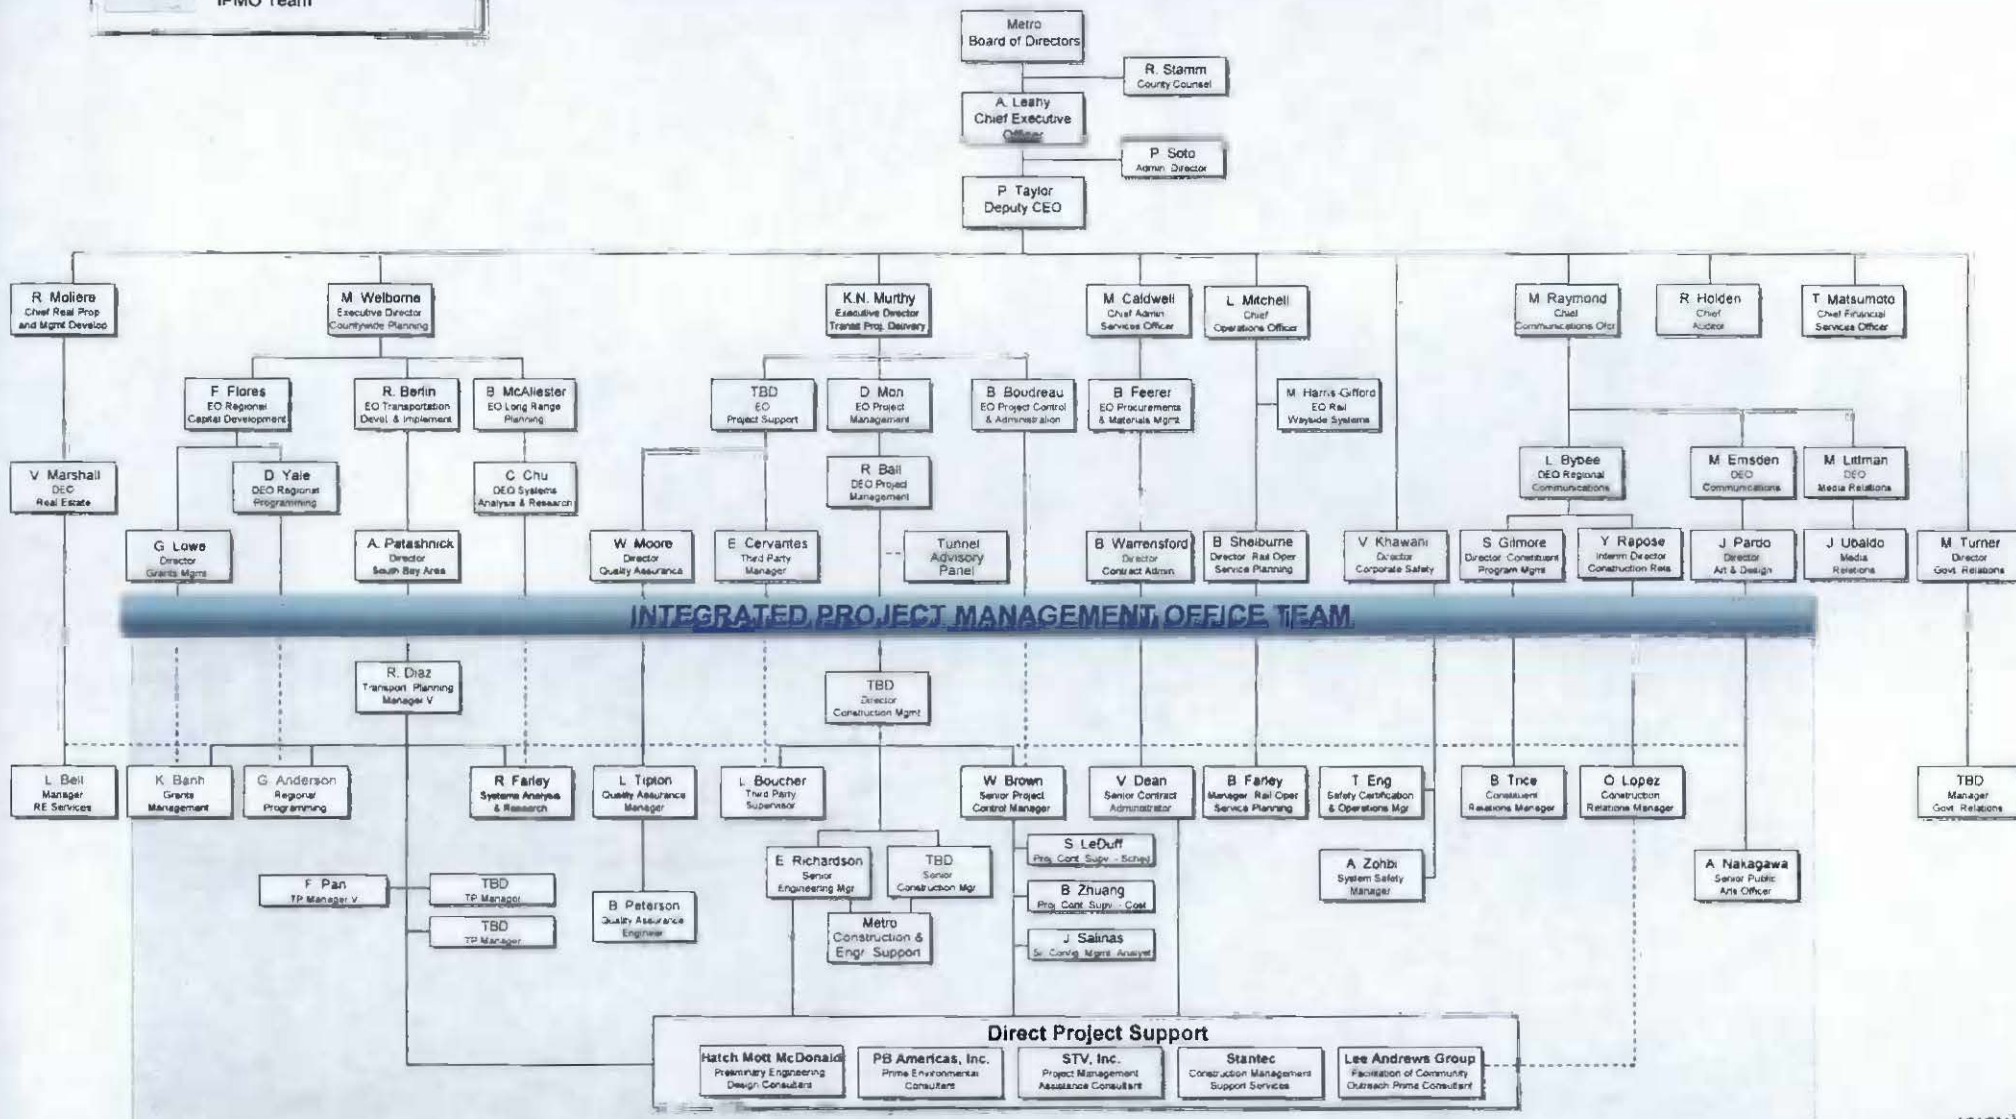 IPMO Team
Metro
Board of Directors
R. Stamm
County Counsel
A. Leahy
Chief Executive
Officer
P Soto
Admin. Director
P Taylor
Deputy CEO
R Moliere
Chief Real Prop
and Mgmt Develop
M Welborne
Executive Director
Countywide Planning
K.N. Murthy
Executive Director
Transit Proj. Delivery
M Caldwell
Chief Admin
Services Officer
L Mitchell
Chief
Operations Officer
M Raymond
Chief
Communications Ofcr
R Holden
Chief
Auditor
T Matsumoto
Chief Financial
Services Officer
F Flores
EO Regional
Capital Development
R. Berlin
EO Transportation
Devel. & Implement
B McAllester
EO Long Range
Planning
TBD
EO
Project Support
D Mon
EO Project
Management
B Boudreau
EO Project Control
& Administration
B Feerer
EO Procurements
& Materials Mgmt
M Harris-Gifford
EO Rail
Wayside Systems
V Marshall
DEO
Real Estate
D. Yale
DEO Regional
Programming
C Chu
DEO Systems
Analysis & Research
R Ball
DEO Project
Management
L Bybee
DEO Regional
Communications
M Emsden
DEO
Communications
M Littman
DEO
Media Relations
G Lowe
Director
Grants Mgmt
A. Patashnick
Director
South Bay Area
W Moore
Director
Quality Assurance
E. Cervantes
Third Party
Manager
Tunnel
Advisory
Panel
B Warrensford
Director
Contract Admin
B Shelburne
Director Rail Oper
Service Planning
V Khawani
Director
Corporate Safety
S Gilmore
Director Constituent
Program Mgmt
Y Rapose
Interim Director
Construction Rels
J Pardo
Director
Art & Design
J Ubaldo
Media
Relations
M Turner
Director
Govt Relations
INTEGRATED PROJECT MANAGEMENT OFFICE TEAM
R. Diaz
Transport. Planning
Manager V
TBD
Director
Construction Mgmt
L Bell
Manager
RE Services
K Banh
Grants
Management
G. Anderson
Regional
Programming
R Farley
Systems Analysis
& Research
L Tipton
Quality Assurance
Manager
L Boucher
Third Party
Supervisor
W Brown
Senior Project
Control Manager
V Dean
Senior Contract
Administrator
B Farley
Manager Rail Oper
Service Planning
T Eng
Safety Certification
& Operations Mgr
B Trice
Constituent
Relations Manager
O Lopez
Construction
Relations Manager
TBD
Manager
Govt Relations
F Pan
TP Manager V
TBD
TP Manager
TBD
TP Manager
B Peterson
Quality Assurance
Engineer
E Richardson
Senior
Engineering Mgr
TBD
Senior
Construction Mgr
Metro
Construction &
Engr Support
S LeDuff
Proj Cont Supv - Sched
B Zhuang
Proj Cont Supv - Cost
J Salinas
Sr Config Mgmt Analyst
A Zohbi
System Safety
Manager
A Nakagawa
Senior Public
Arts Officer
Direct Project Support
Hatch Mott McDonald
Preliminary Engineering
Design Consultant
PB Americas, Inc.
Prime Environmental
Consultant
STV, Inc.
Project Management
Assistance Consultant
Stantec
Construction Management
Support Services
Lee Andrews Group
Facilitation of Community
Outreach Prime Consultant